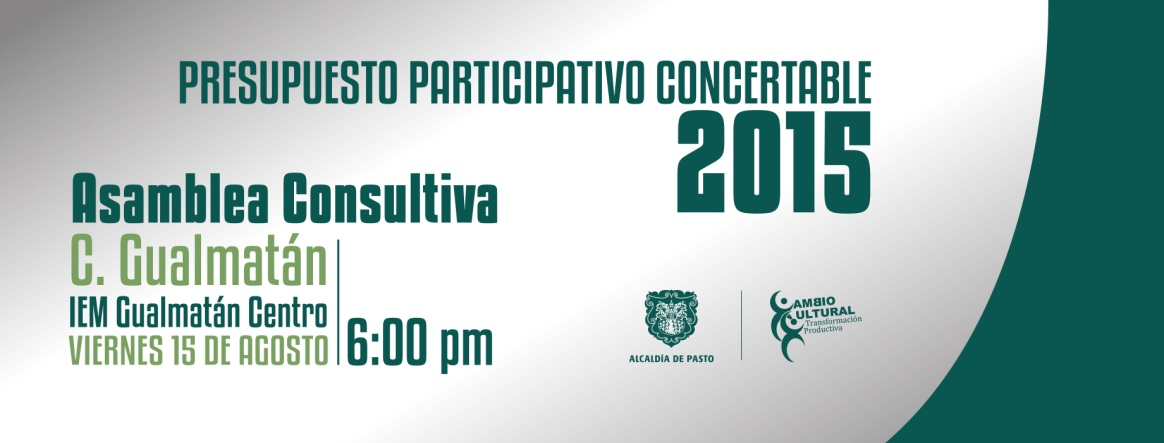 PRESUPUESTO PARTICIPATIVO CONCERTABLE
2015
Asamblea Consultiva
C. Gualmatán
IEM Gualmatán Centro
VIERNES 15 DE AGOSTO
6:00 pm
ALCALDÍA DE PASTO
CAMBIO
CULTURAL
Transformación
Productiva